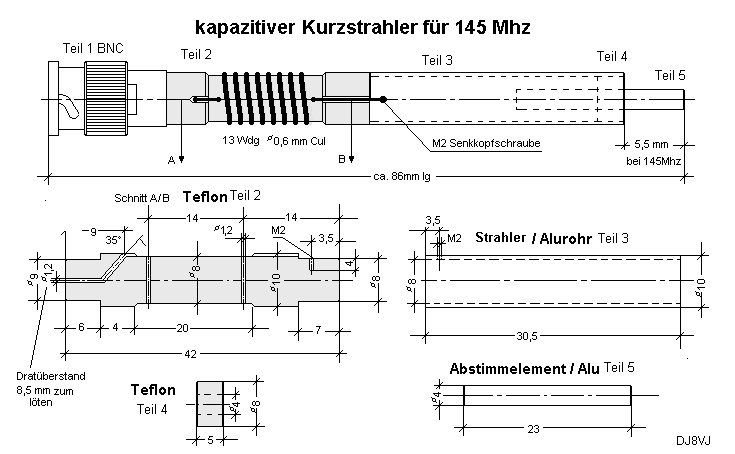 kapazitiver Kurzstrahler für 145 Mhz
Teil 1 BNC
Teil 2
Teil 3
Teil 4
Teil 5
13 Wdg ø0,6 mm Cul
M2 Senkkopfschraube
5,5 mm
bei 145Mhz
A
B
ca. 86mm lg
Schnitt A/B Teflon Teil 2
14
14
9
35°
ø1,2
M2
3,5
4
ø9
ø1,2
ø8
ø10
ø8
6
4
20
7
42
Dratüberstand
8,5 mm zum
löten
3,5
M2
Strahler / Alurohr Teil 3
ø8
ø10
30,5
Teflon
Teil 4
ø4
ø8
5
Abstimmelement / Alu Teil 5
ø4
23
DJ8VJ